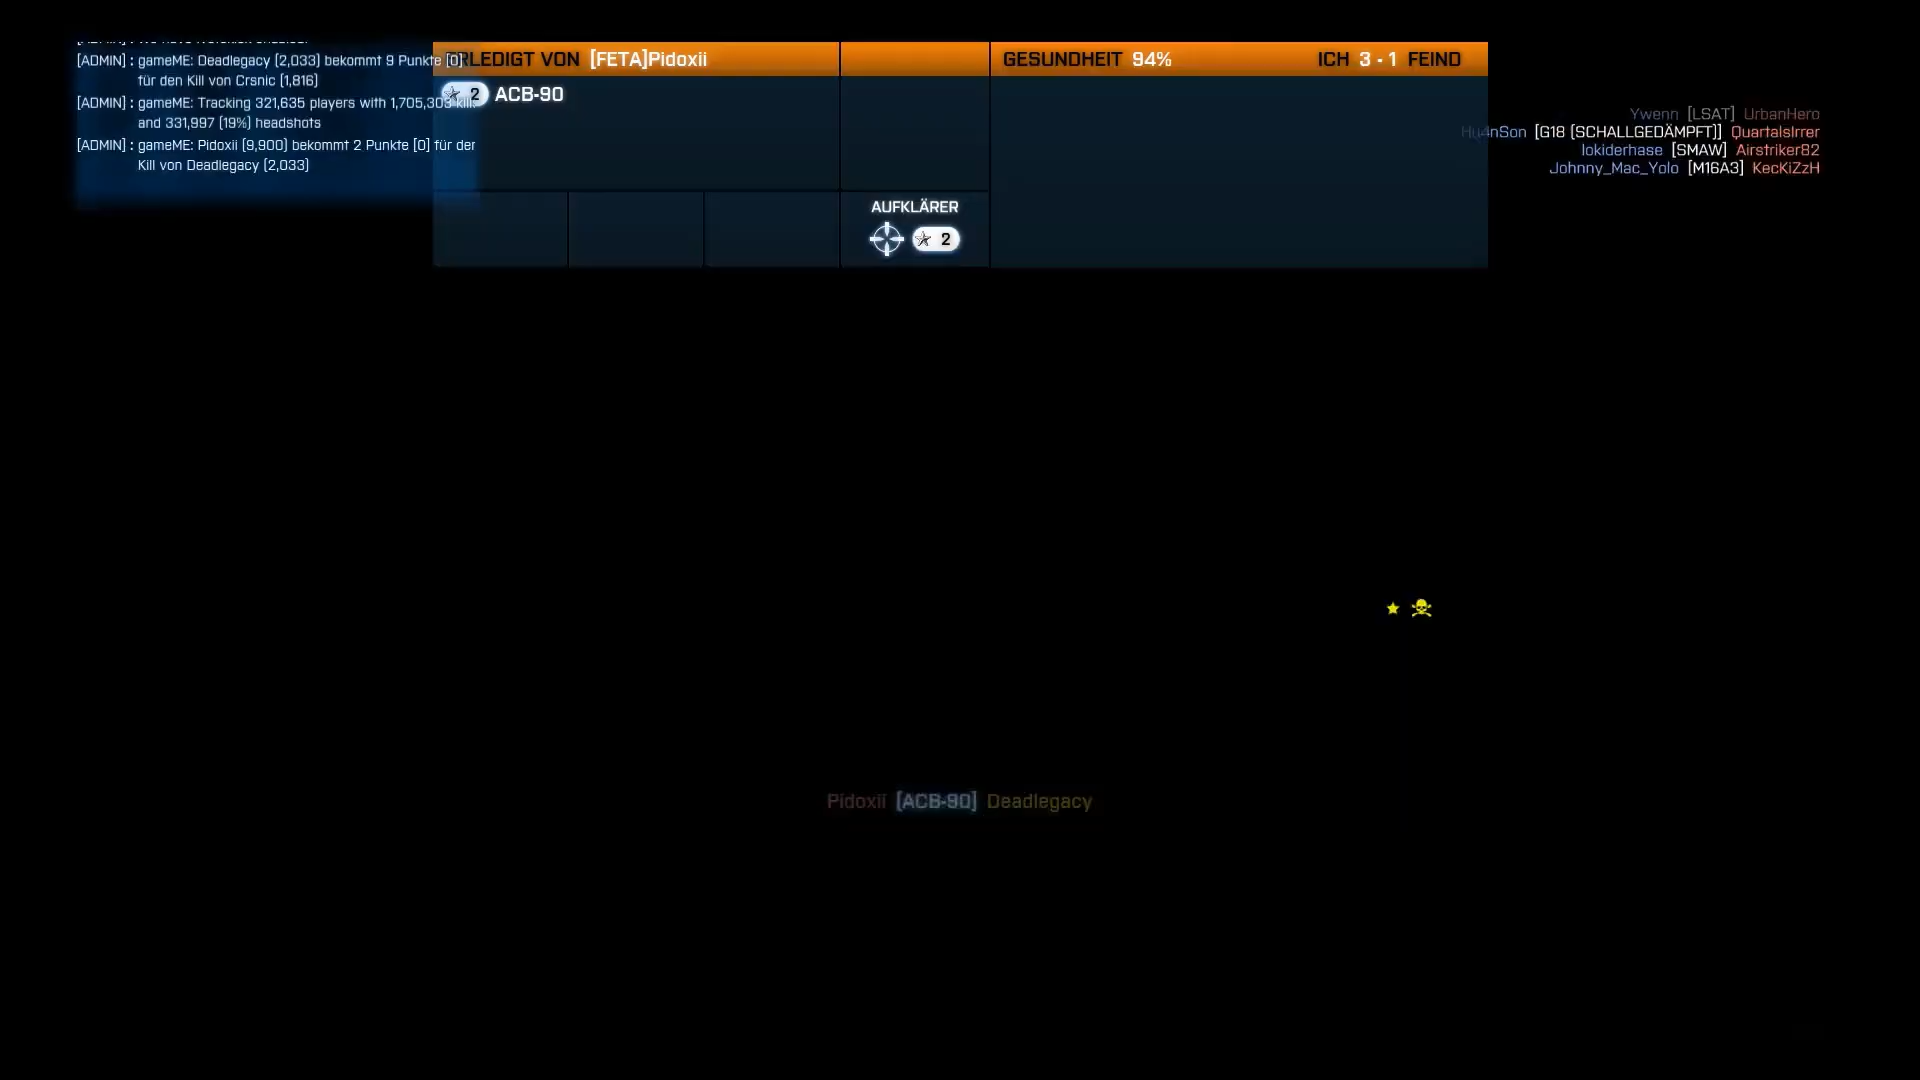 [ADMIN] : gameME: Deadlegacy (2,033) bekommt 9 Punkte [0]
für den Kill von Crsnic (1,816)
[ADMIN] : gameME: Tracking 321,635 players with 1,705,303
and 331,997 (19%) headshots
[ADMIN] : gameME: Pidoxii (9,900) bekommt 2 Punkte [0] für
Kill von Deadlegacy (2,033)
VON [FETA]Pidoxii
2 ACB-90
AUFKLÄRER
2
GESUNDHEIT 94%
ICH 3 - 1 FEIND
Ywenn [LSAT] UrbanHero
[G18 (SCHALLGEDÄMPFT)] QuartalsIrrer
lokiderhase [SMAW] Airstriker82
Johnny_Mac_Yolo [M16A3] KecKiZzH
Pidoxii [ACB-90] Deadlegacy